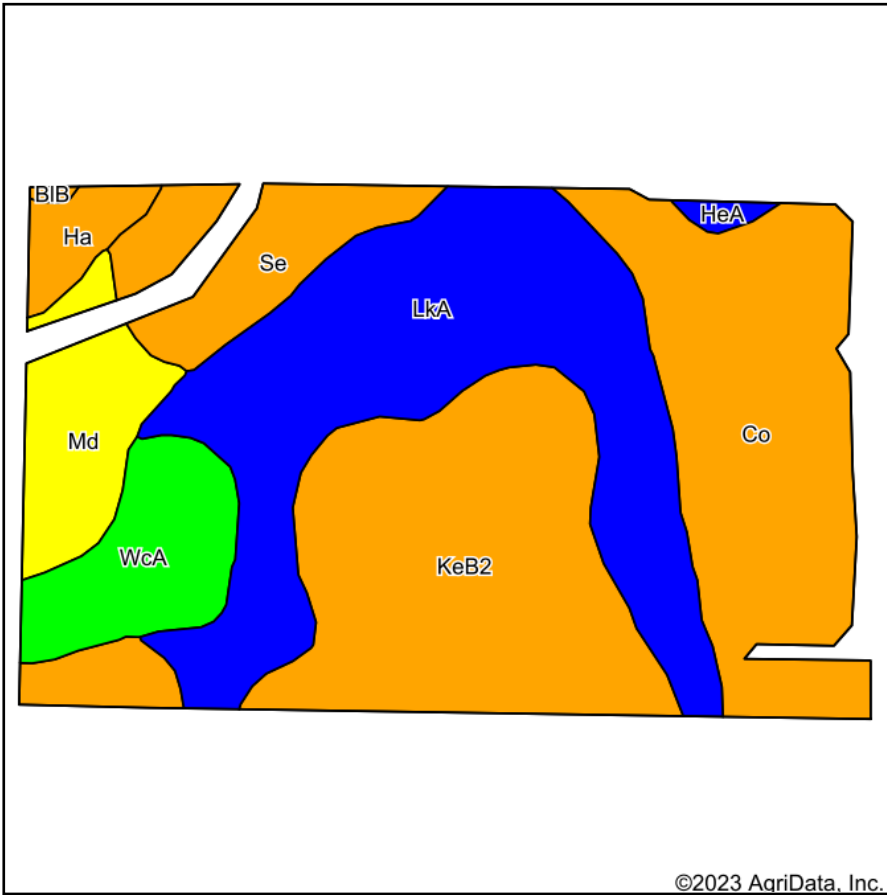 BlB
HeA
Ha
Se
LkA
Co
Md
WcA
KeB2
©2023 AgriData, Inc.